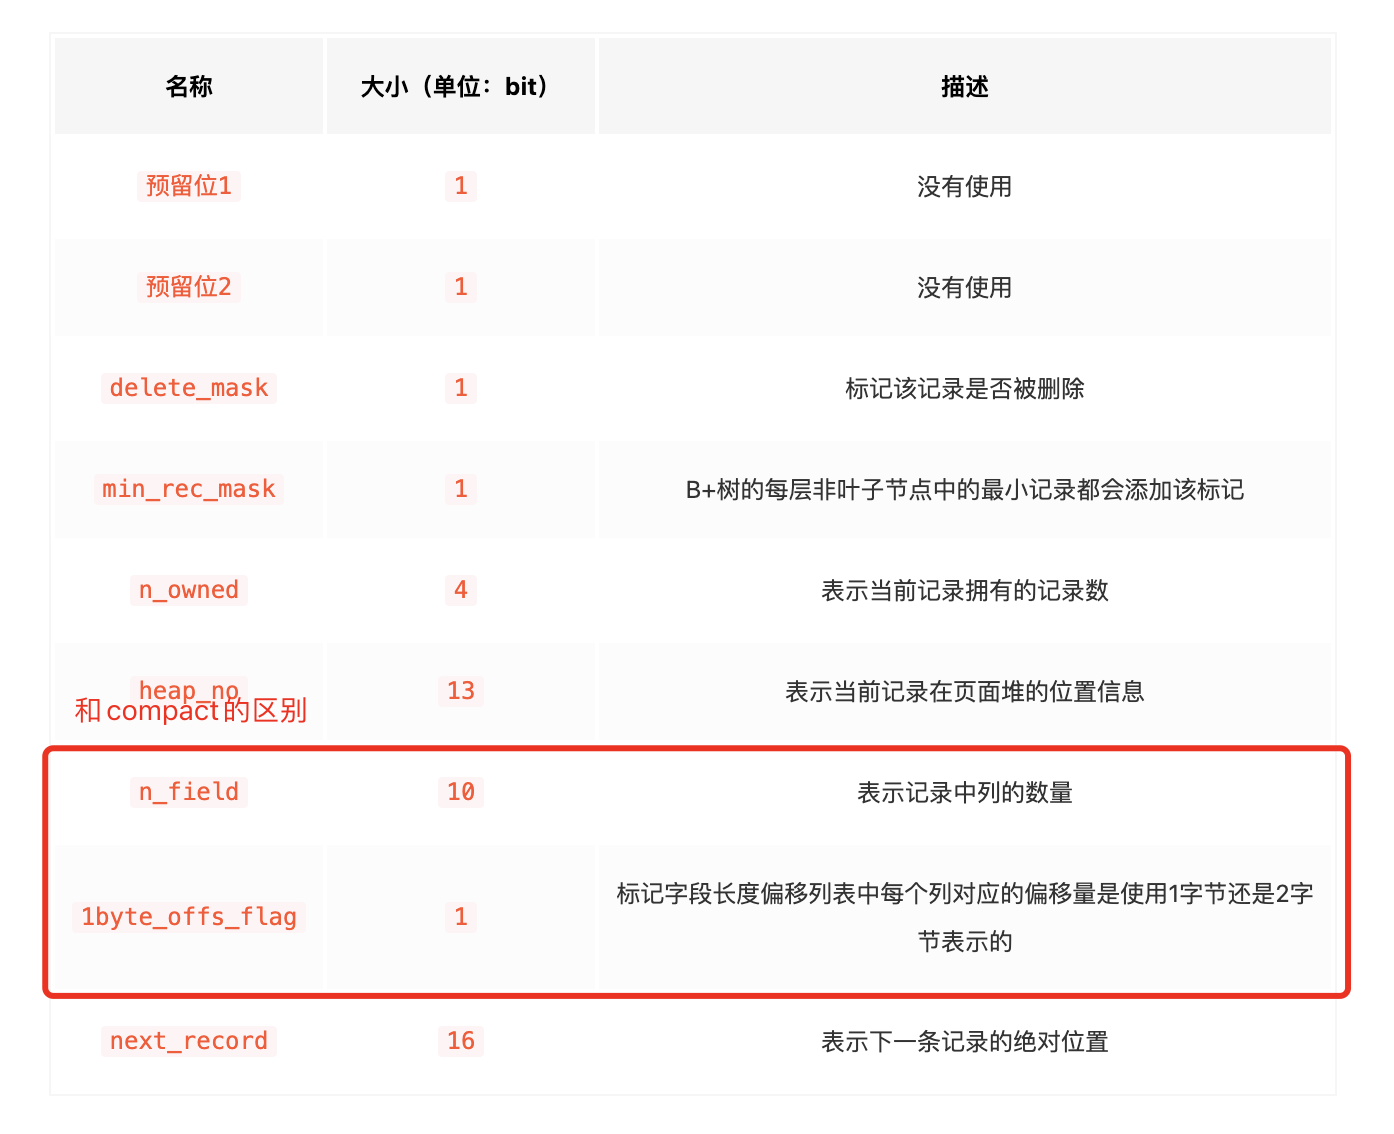 名称 大小（单位：bit） 描述
预留位1 1 没有使用
预留位2 1 没有使用
delete_mask 1 标记该记录是否被删除
min_rec_mask 1 B+树的每层非叶子节点中的最小记录都会添加该标记
n_owned 4 表示当前记录拥有的记录数
heap_no 13 表示当前记录在页面堆的位置信息
和compact的区别
n_field 10 表示记录中列的数量
1byte_offs_flag 1 标记字段长度偏移列表中每个列对应的偏移量是使用1字节还是2字
节表示的
next_record 16 表示下一条记录的绝对位置